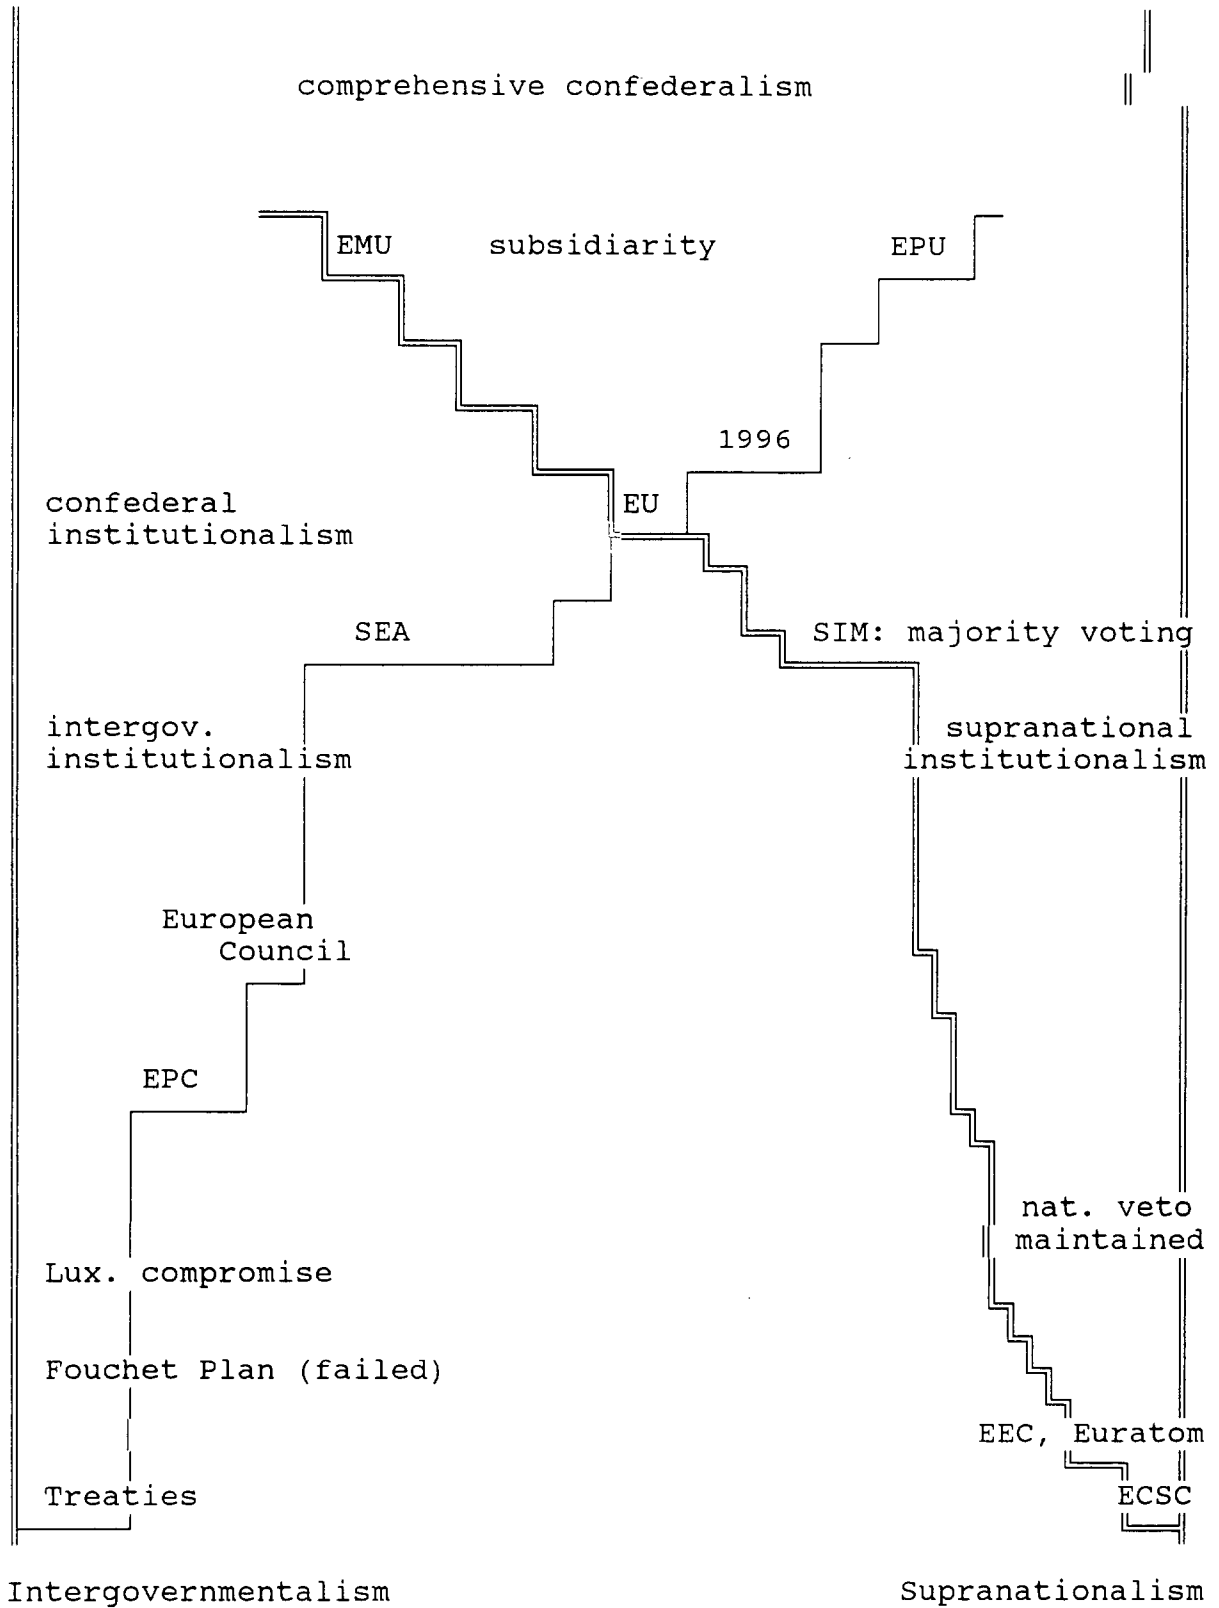 comprehensive confederalism
EMU
subsidiarity
EPU
1996
EU
confederal
institutionalism
SEA
SIM: majority voting
intergov.
institutionalism
supranational
institutionalism
European
Council
EPC
nat. veto
maintained
Lux. compromise
Fouchet Plan (failed)
EEC, Euratom
Treaties
ECSC
Intergovernmentalism
Supranationalism